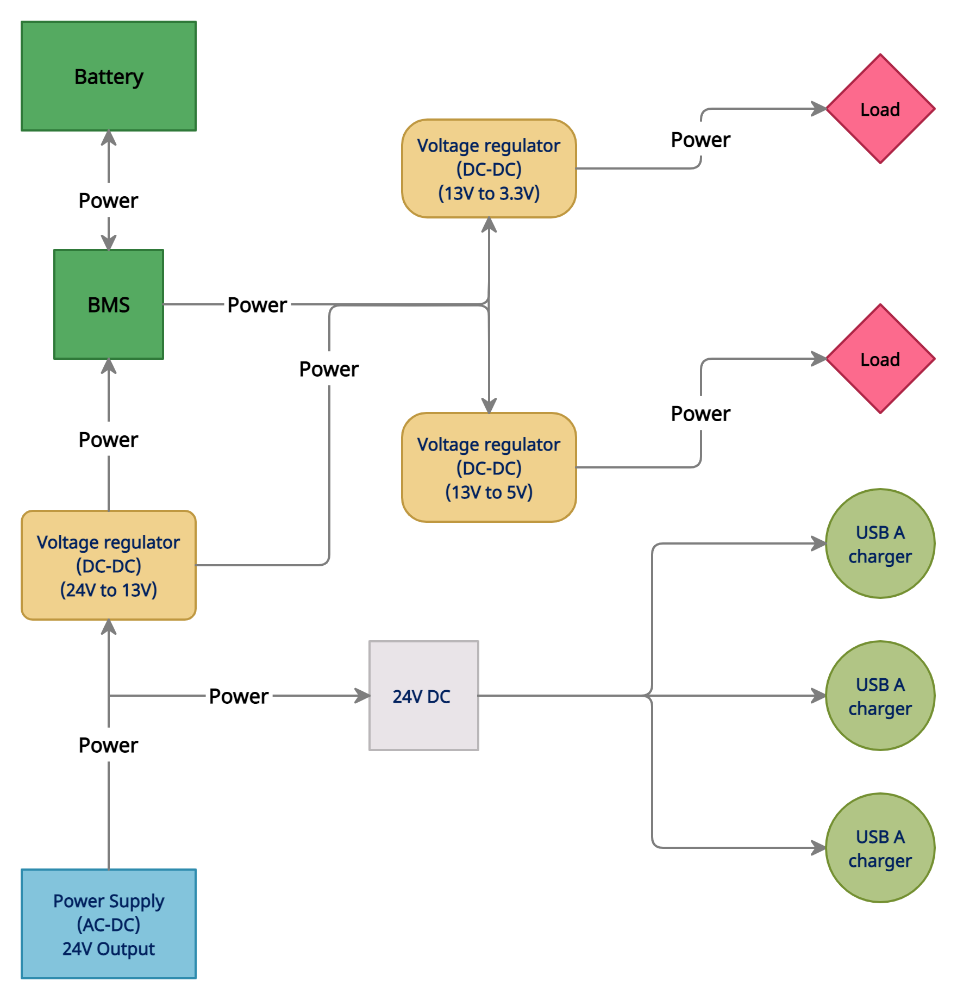 Battery
Power
BMS
Power
Power
Power
Voltage regulator
(DC-DC)
(13V to 3.3V)
Power
Load
Voltage regulator
(DC-DC)
(13V to 5V)
Power
Load
Voltage regulator
(DC-DC)
(24V to 13V)
Power
24V DC
Power
USB A
charger
USB A
charger
USB A
charger
Power Supply
(AC-DC)
24V Output